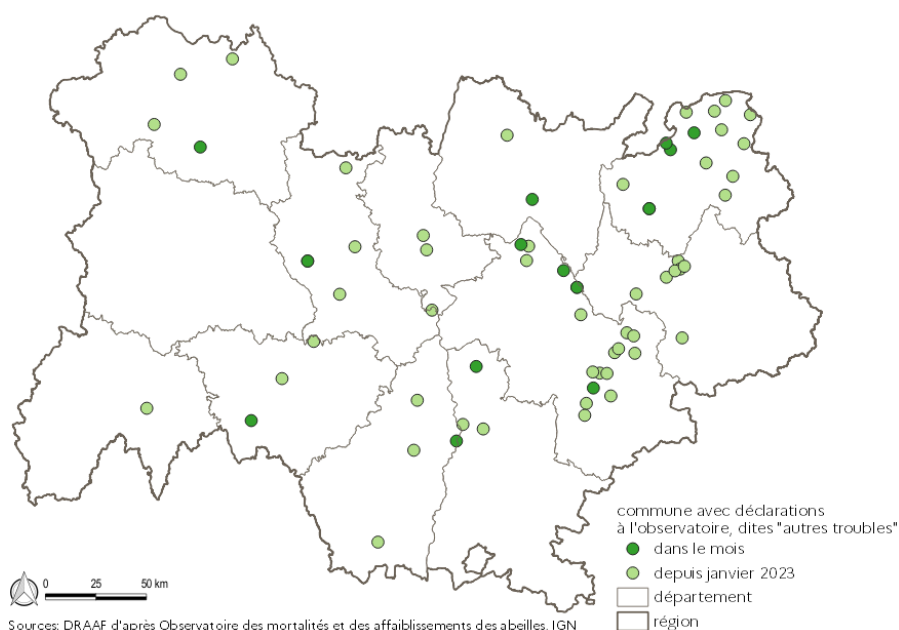 commune avec déclarations
à l'observatoire, dites "autres troubles"
dans le mois
depuis janvier 2023
département
région
0 25 50 km
Sources: DRAAF d'après Observatoire des mortalités et des affaiblissements des abeilles, IGN